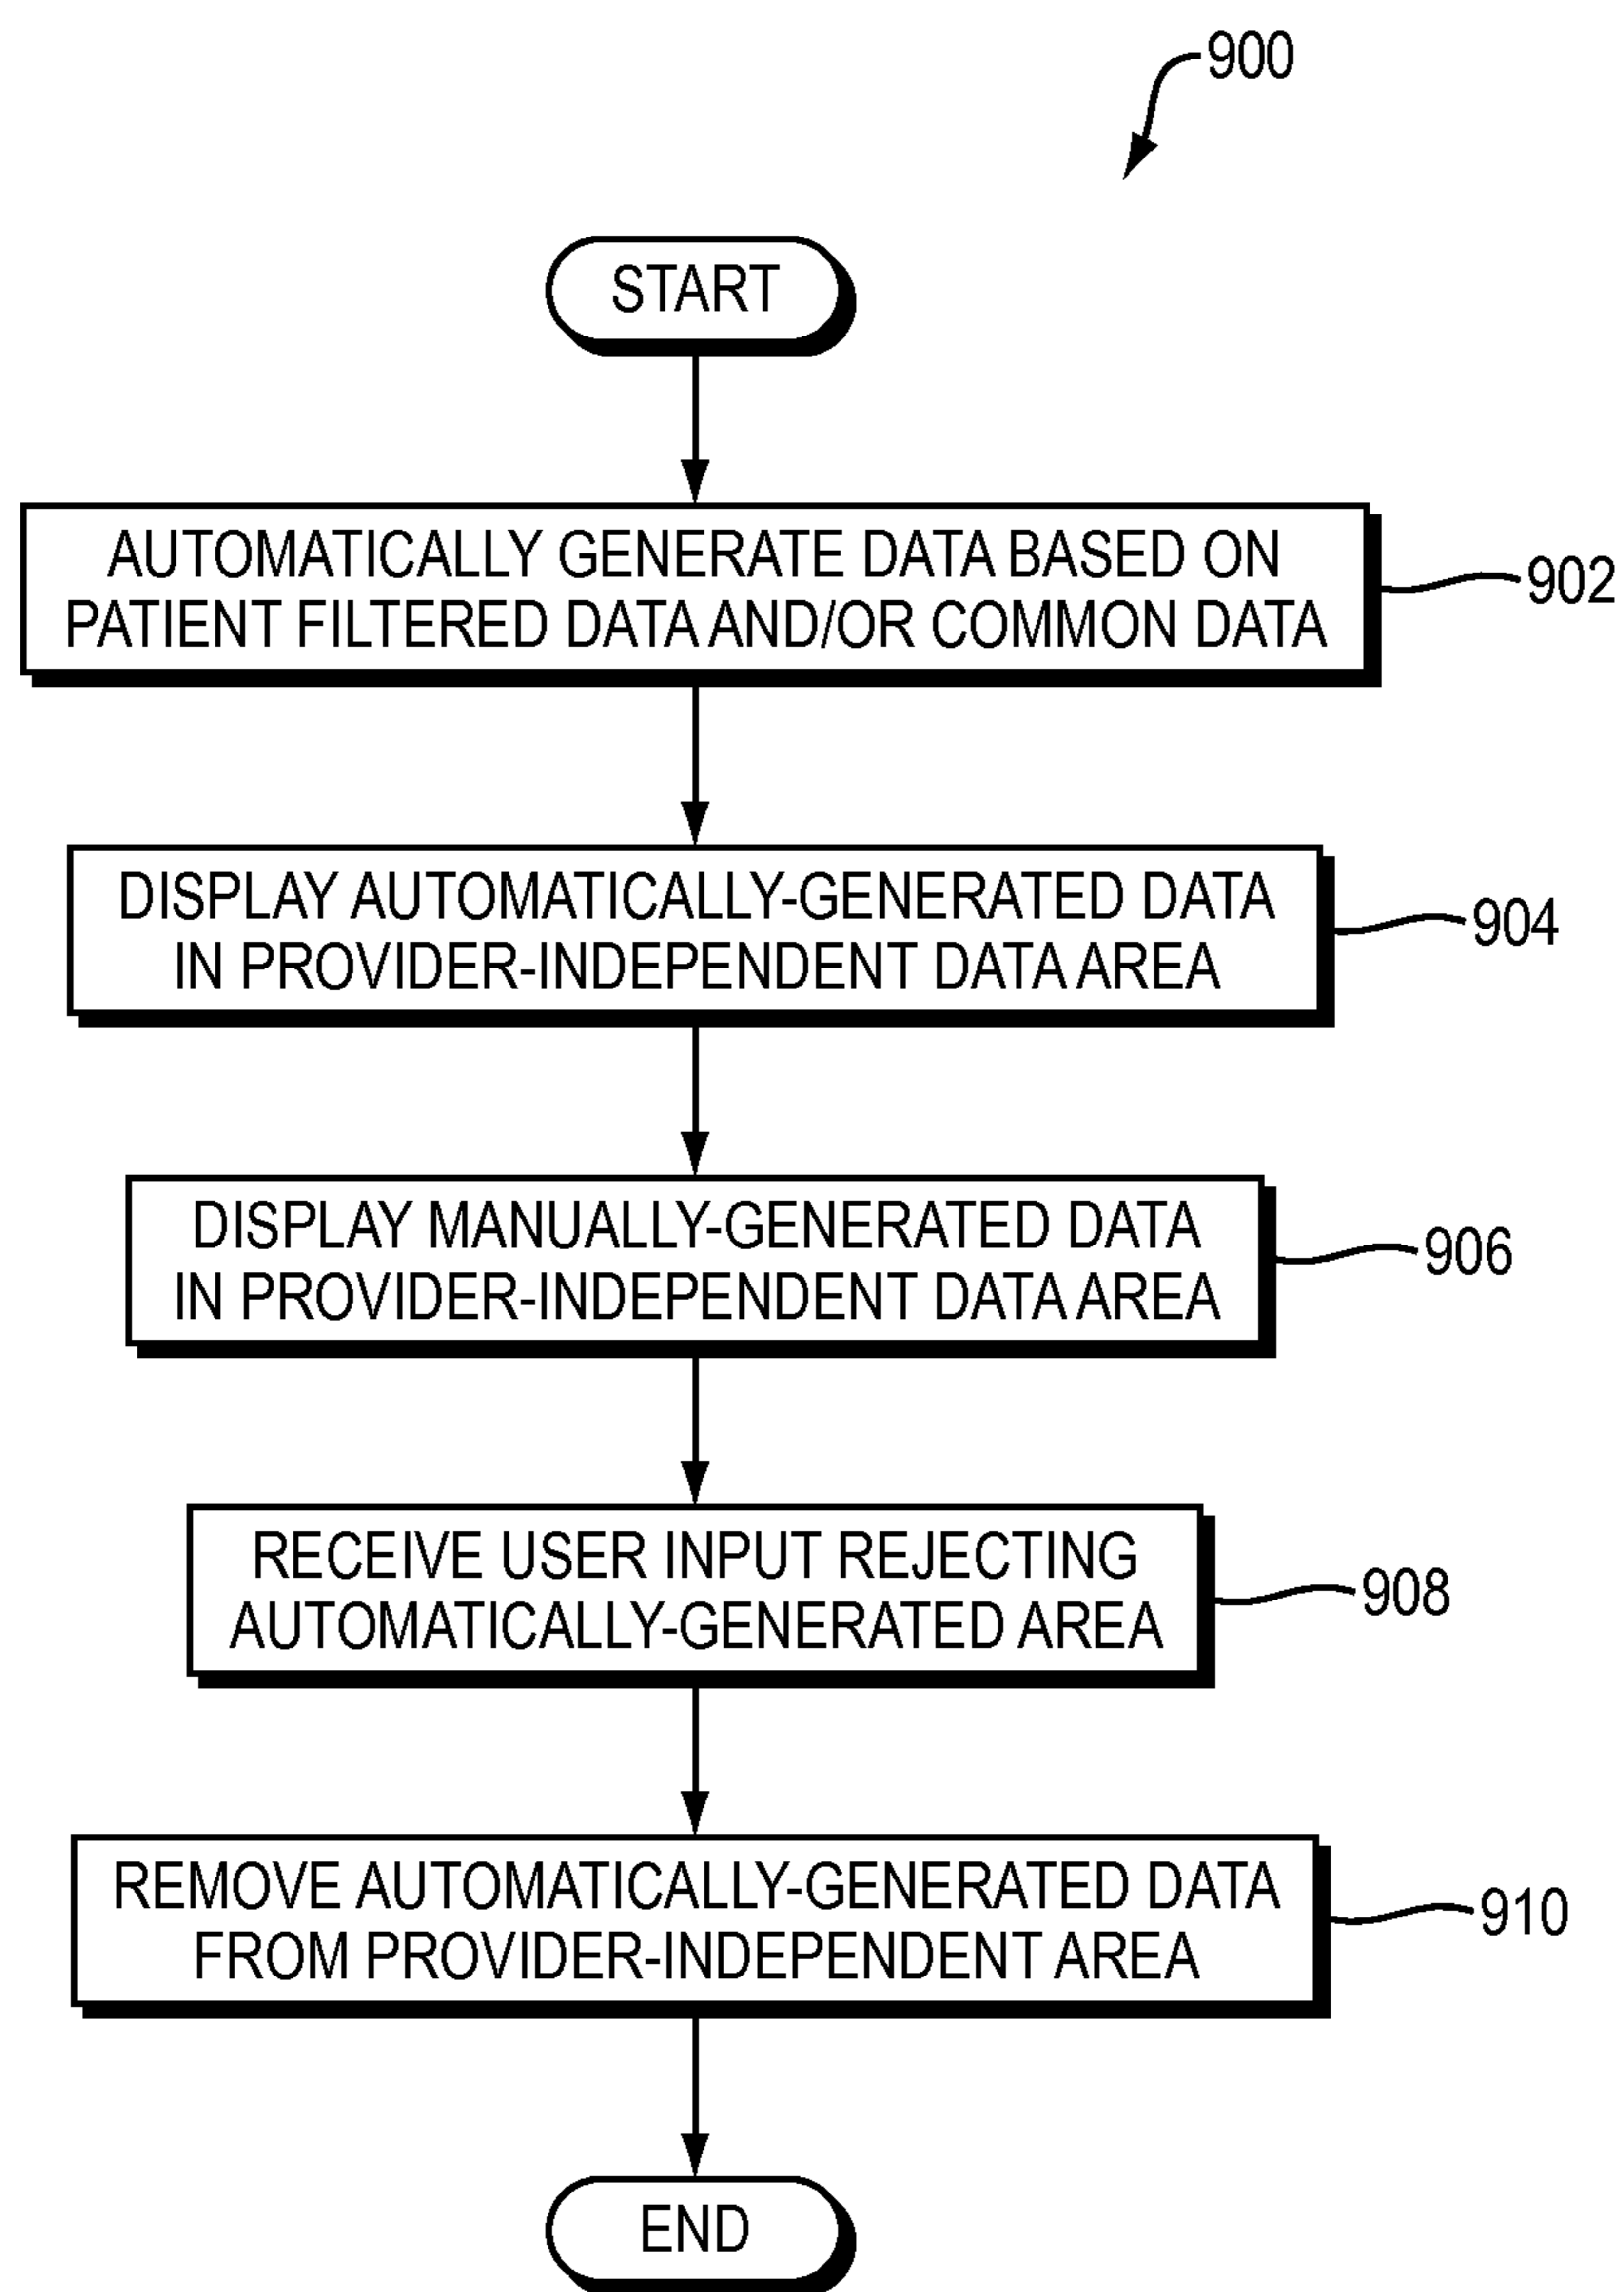 900
START
AUTOMATICALLY GENERATE DATA BASED ON
PATIENT FILTERED DATA AND/OR COMMON DATA
902
DISPLAY AUTOMATICALLY-GENERATED DATA
IN PROVIDER-INDEPENDENT DATA AREA
904
DISPLAY MANUALLY-GENERATED DATA
IN PROVIDER-INDEPENDENT DATA AREA
906
RECEIVE USER INPUT REJECTING
AUTOMATICALLY-GENERATED AREA
908
REMOVE AUTOMATICALLY-GENERATED DATA
FROM PROVIDER-INDEPENDENT AREA
910
END